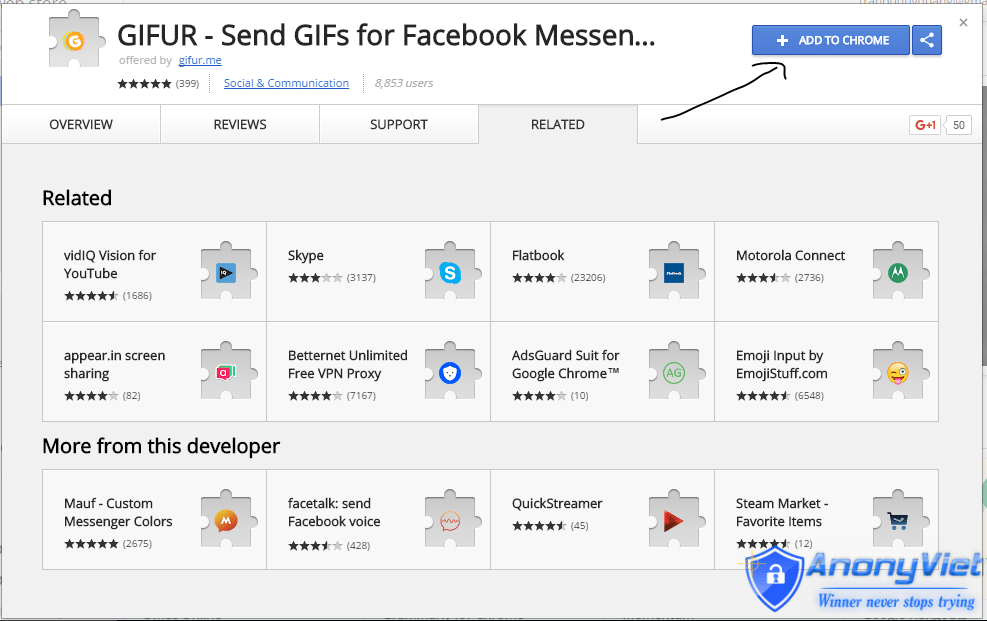 GIFUR - Send GIFs for Facebook Messen...
offered by gifur.me
(399) Social & Communication 8,853 users
+ ADD TO CHROME
OVERVIEW REVIEWS SUPPORT RELATED
G+1 50
Related
vidIQ Vision for
YouTube
(1686)
Skype
(3137)
Flatbook
(23206)
Motorola Connect
(2736)
appear.in screen
sharing
(82)
Betternet Unlimited
Free VPN Proxy
(7167)
AdsGuard Suit for
Google Chrome™
(10)
AG
Emoji Input by
EmojiStuff.com
(6548)
More from this developer
Mauf - Custom
Messenger Colors
(2675)
facetalk: send
Facebook voice
(428)
QuickStreamer
(45)
Steam Market -
Favorite Items
(12)
AnonyViet
Winner never stops trying